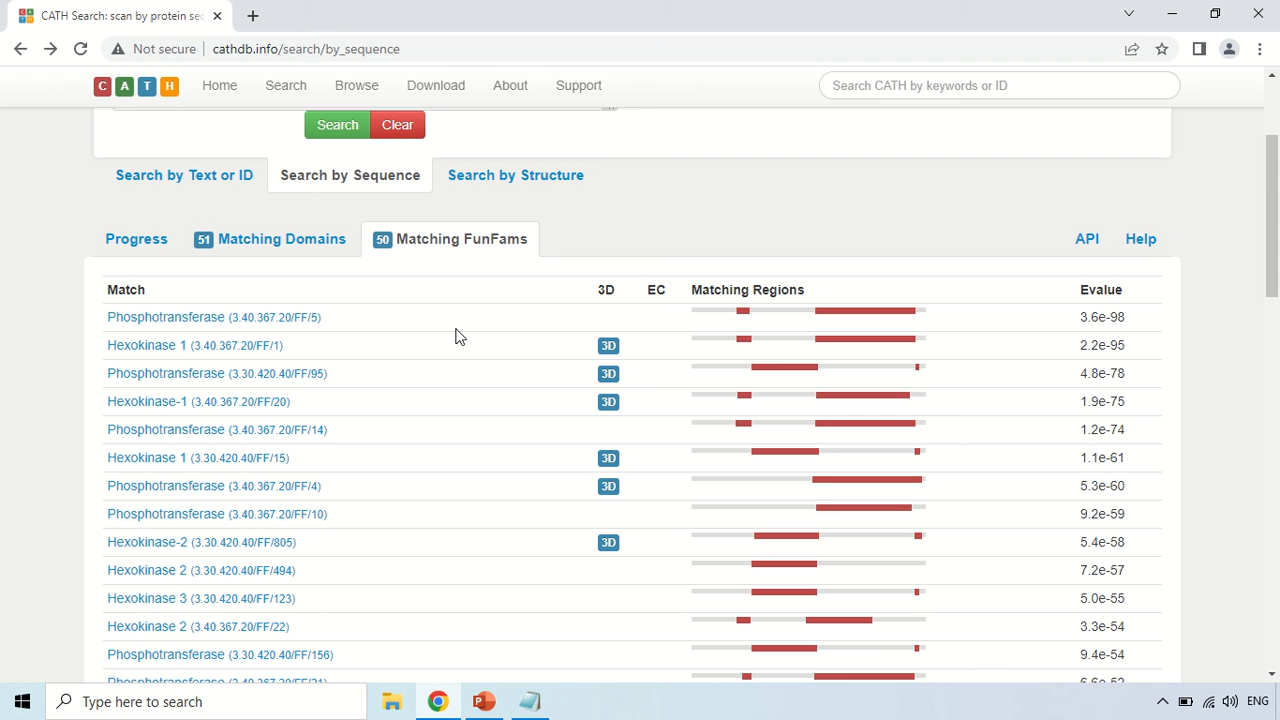 CATH Search: scan by protein sec
Not secure cathdb.info/search/by_sequence
C A T H Home Search Browse Download About Support Search CATH by keywords or ID
Search Clear
Search by Text or ID Search by Sequence Search by Structure
Progress 51 Matching Domains 50 Matching FunFams API Help
Match 3D EC Matching Regions Evalue
Phosphotransferase (3.40.367.20/FF/5) 3.6e-98
Hexokinase 1 (3.40.367.20/FF/1) 3D 2.2e-95
Phosphotransferase (3.30.420.40/FF/95) 3D 4.8e-78
Hexokinase-1 (3.40.367.20/FF/20) 3D 1.9e-75
Phosphotransferase (3.40.367.20/FF/14) 1.2e-74
Hexokinase 1 (3.30.420.40/FF/15) 3D 1.1e-61
Phosphotransferase (3.40.367.20/FF/4) 3D 5.3e-60
Phosphotransferase (3.40.367.20/FF/10) 9.2e-59
Hexokinase-2 (3.30.420.40/FF/805) 3D 5.4e-58
Hexokinase 2 (3.30.420.40/FF/494) 7.2e-57
Hexokinase 3 (3.30.420.40/FF/123) 5.0e-55
Hexokinase 2 (3.40.367.20/FF/22) 3.3e-54
Phosphotransferase (3.30.420.40/FF/156) 9.4e-54
Phosphotransferase
Type here to search ENG